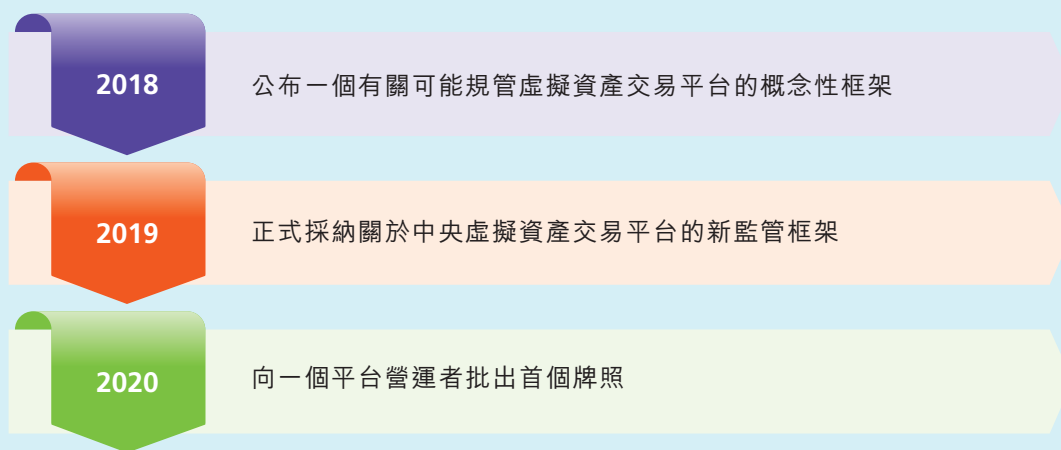 2018
公布一個有關可能規管虛擬資產交易平台的概念性框架
2019
正式採納關於中央虛擬資產交易平台的新監管框架
2020
向一個平台營運者批出首個牌照